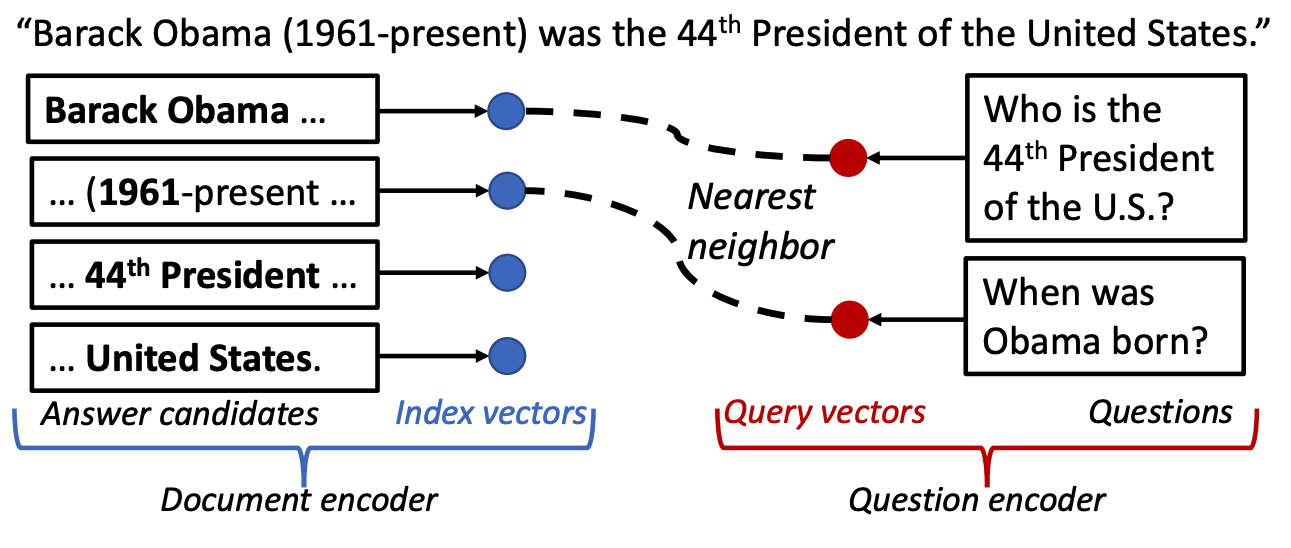 “Barack Obama (1961-present) was the 44th President of the United States.”
Barack Obama ...
... (1961-present ...
... 44th President ...
... United States.
Answer candidates
Index vectors
Document encoder
Nearest
neighbor
Who is the
44th President
of the U.S.?
When was
Obama born?
Query vectors
Questions
Question encoder